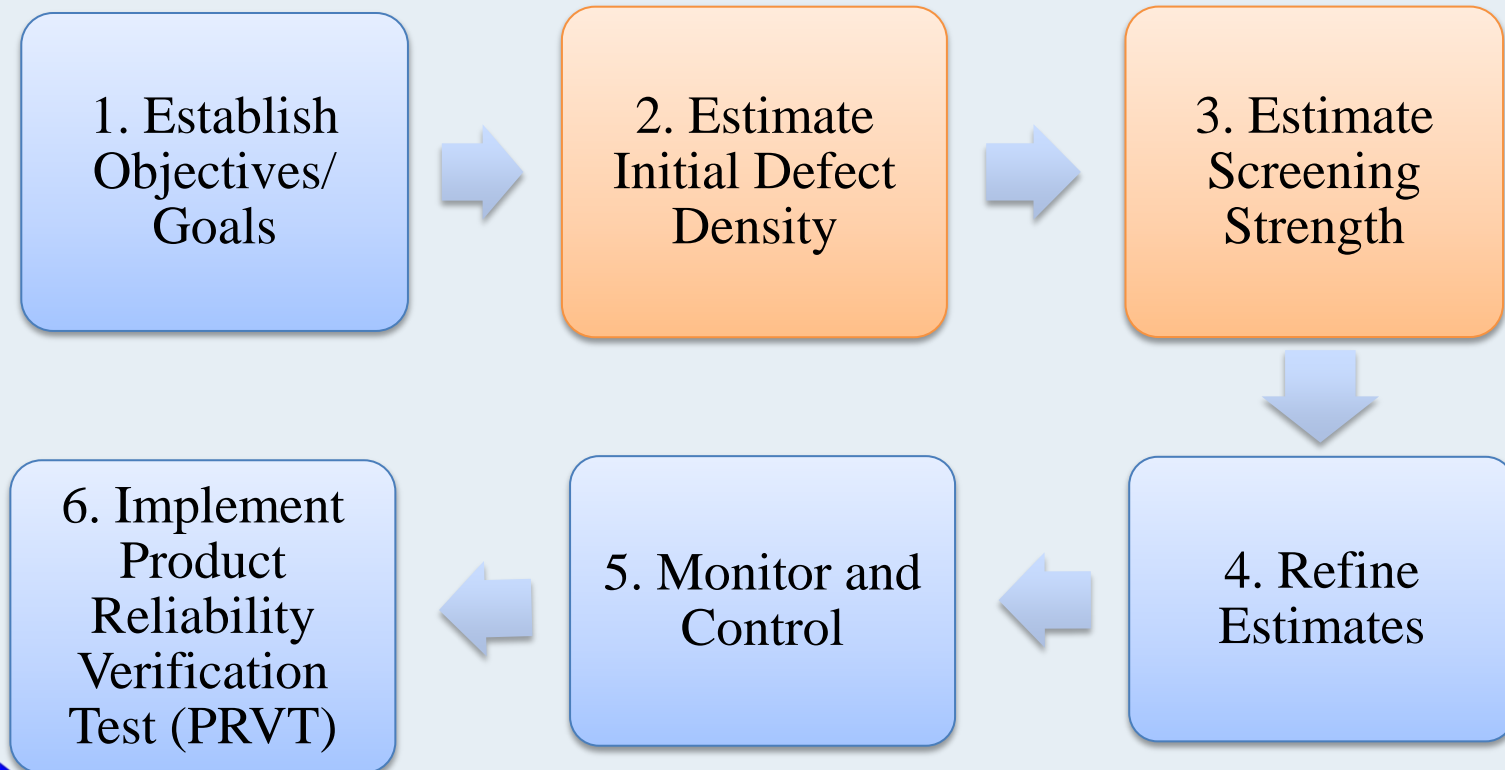 1. Establish
Objectives/
Goals
2. Estimate
Initial Defect
Density
3. Estimate
Screening
Strength
4. Refine
Estimates
5. Monitor and
Control
6. Implement
Product
Reliability
Verification
Test (PRVT)